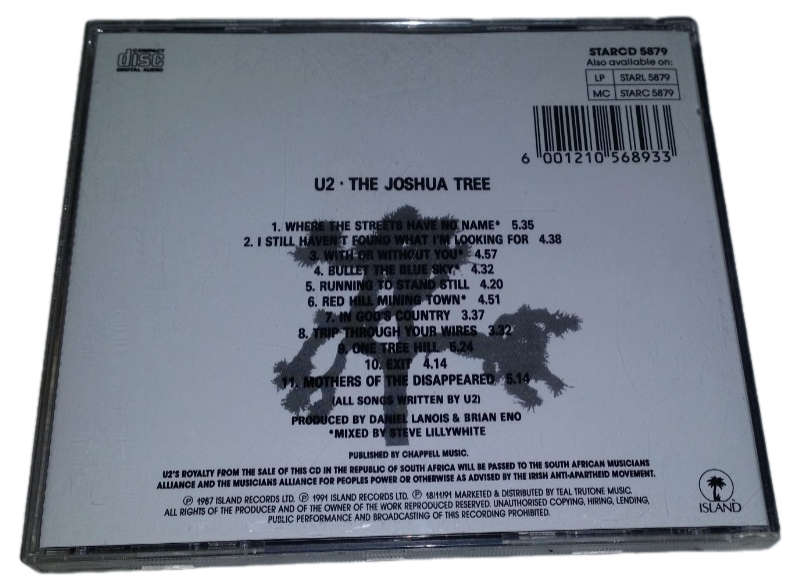 COMPACT
disc
DIGITAL AUDIO
STARCD 5879
Also available on:
LP STARL 5879
MC STARC 5879
6 001210 568933
U2 · THE JOSHUA TREE
1. WHERE THE STREETS HAVE NO NAME* 5.35
2. I STILL HAVEN'T FOUND WHAT I'M LOOKING FOR 4.38
3. WITH OR WITHOUT YOU* 4.57
4. BULLET THE BLUE SKY* 4.32
5. RUNNING TO STAND STILL 4.20
6. RED HILL MINING TOWN* 4.51
7. IN GOD'S COUNTRY 3.37
8. TRIP THROUGH YOUR WIRES 3.32
9. ONE TREE HILL 5.24
10. EXIT 4.14
11. MOTHERS OF THE DISAPPEARED 5.14
(ALL SONGS WRITTEN BY U2)
PRODUCED BY DANIEL LANOIS & BRIAN ENO
*MIXED BY STEVE LILLYWHITE
PUBLISHED BY CHAPPELL MUSIC.
U2'S ROYALTY FROM THE SALE OF THIS CD IN THE REPUBLIC OF SOUTH AFRICA WILL BE PASSED TO THE SOUTH AFRICAN MUSICIANS
ALLIANCE AND THE MUSICIANS ALLIANCE FOR PEOPLES POWER OR OTHERWISE AS ADVISED BY THE IRISH ANTI-APARTHEID MOVEMENT.
℗ 1987 ISLAND RECORDS LTD. ℗ 1991 ISLAND RECORDS LTD. ℗ 18/11/91 MARKETED & DISTRIBUTED BY TEAL TRUTONE MUSIC.
ALL RIGHTS OF THE PRODUCER AND OF THE OWNER OF THE WORK REPRODUCED RESERVED. UNAUTHORISED COPYING, HIRING, LENDING,
PUBLIC PERFORMANCE AND BROADCASTING OF THIS RECORDING PROHIBITED.
ISLAND